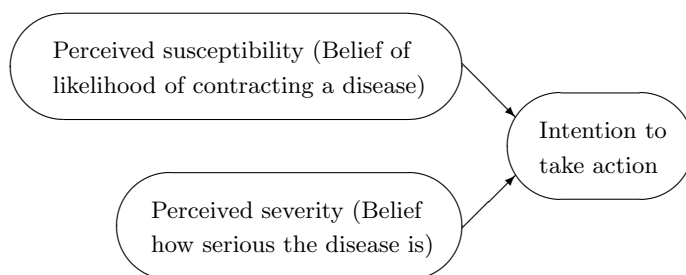 Perceived susceptibility (Belief of
likelihood of contracting a disease)
Intention to
take action
Perceived severity (Belief
how serious the disease is)